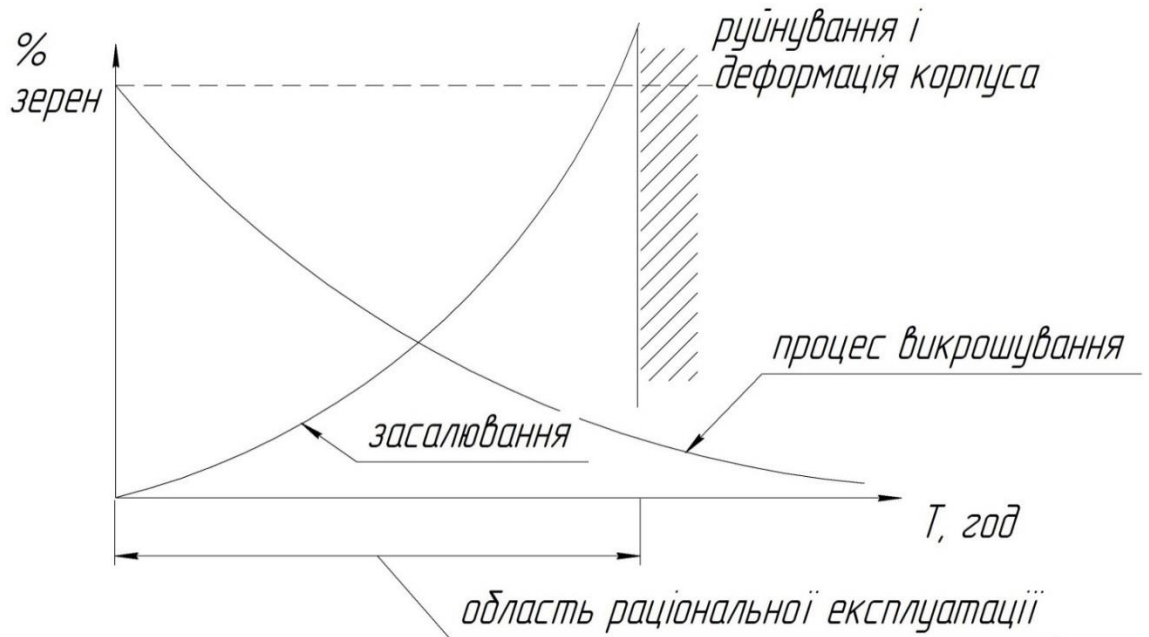 %
зерен
руйнування і
деформація корпуса
процес викрошування
засалювання
Т, год
область раціональної експлуатації